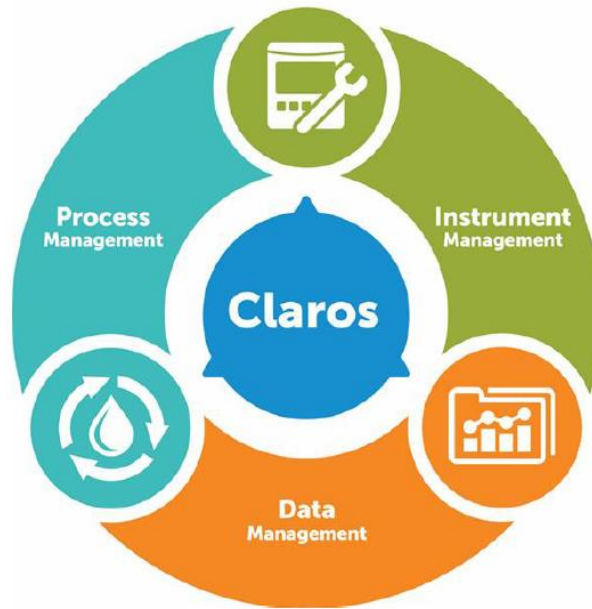 Process
Management
Instrument
Management
Claros
Data
Management